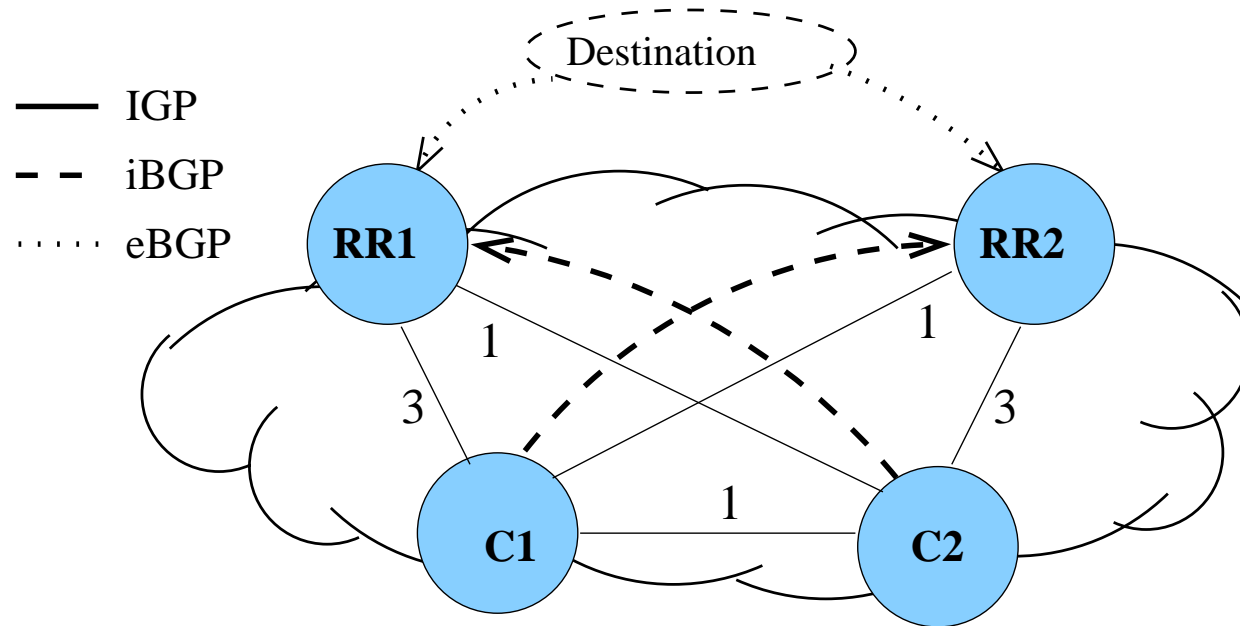 Destination
IGP
iBGP
eBGP
RR1
RR2
1
1
3
3
1
C1
C2